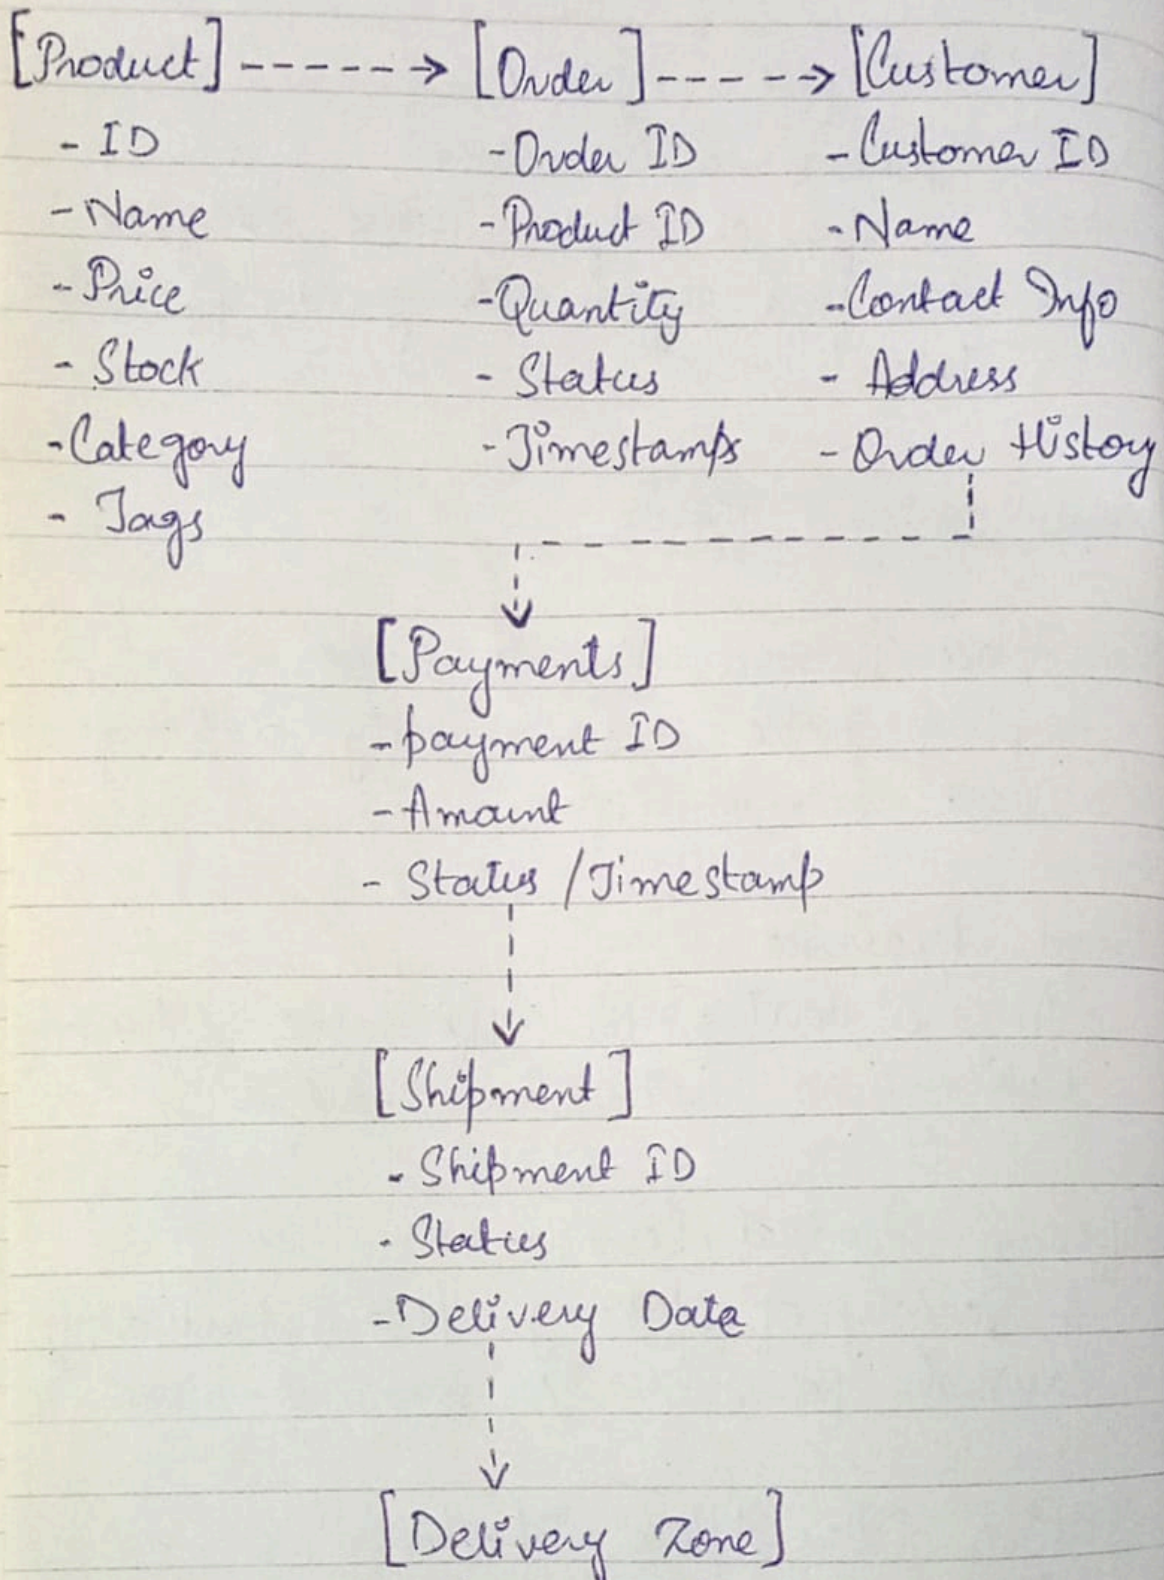 [Product] ------> [Order] -----> [Customer]
- ID
- Name
- Price
- Stock
- Category
- Tags
- Order ID
- Product ID
- Quantity
- Status
- Timestamps
- Customer ID
- Name
- Contact Info
- Address
- Order History
[Payments]
- payment ID
- Amount
- Status / Timestamp
[Shipment]
- Shipment ID
- Status
- Delivery Data
[Delivery Zone]